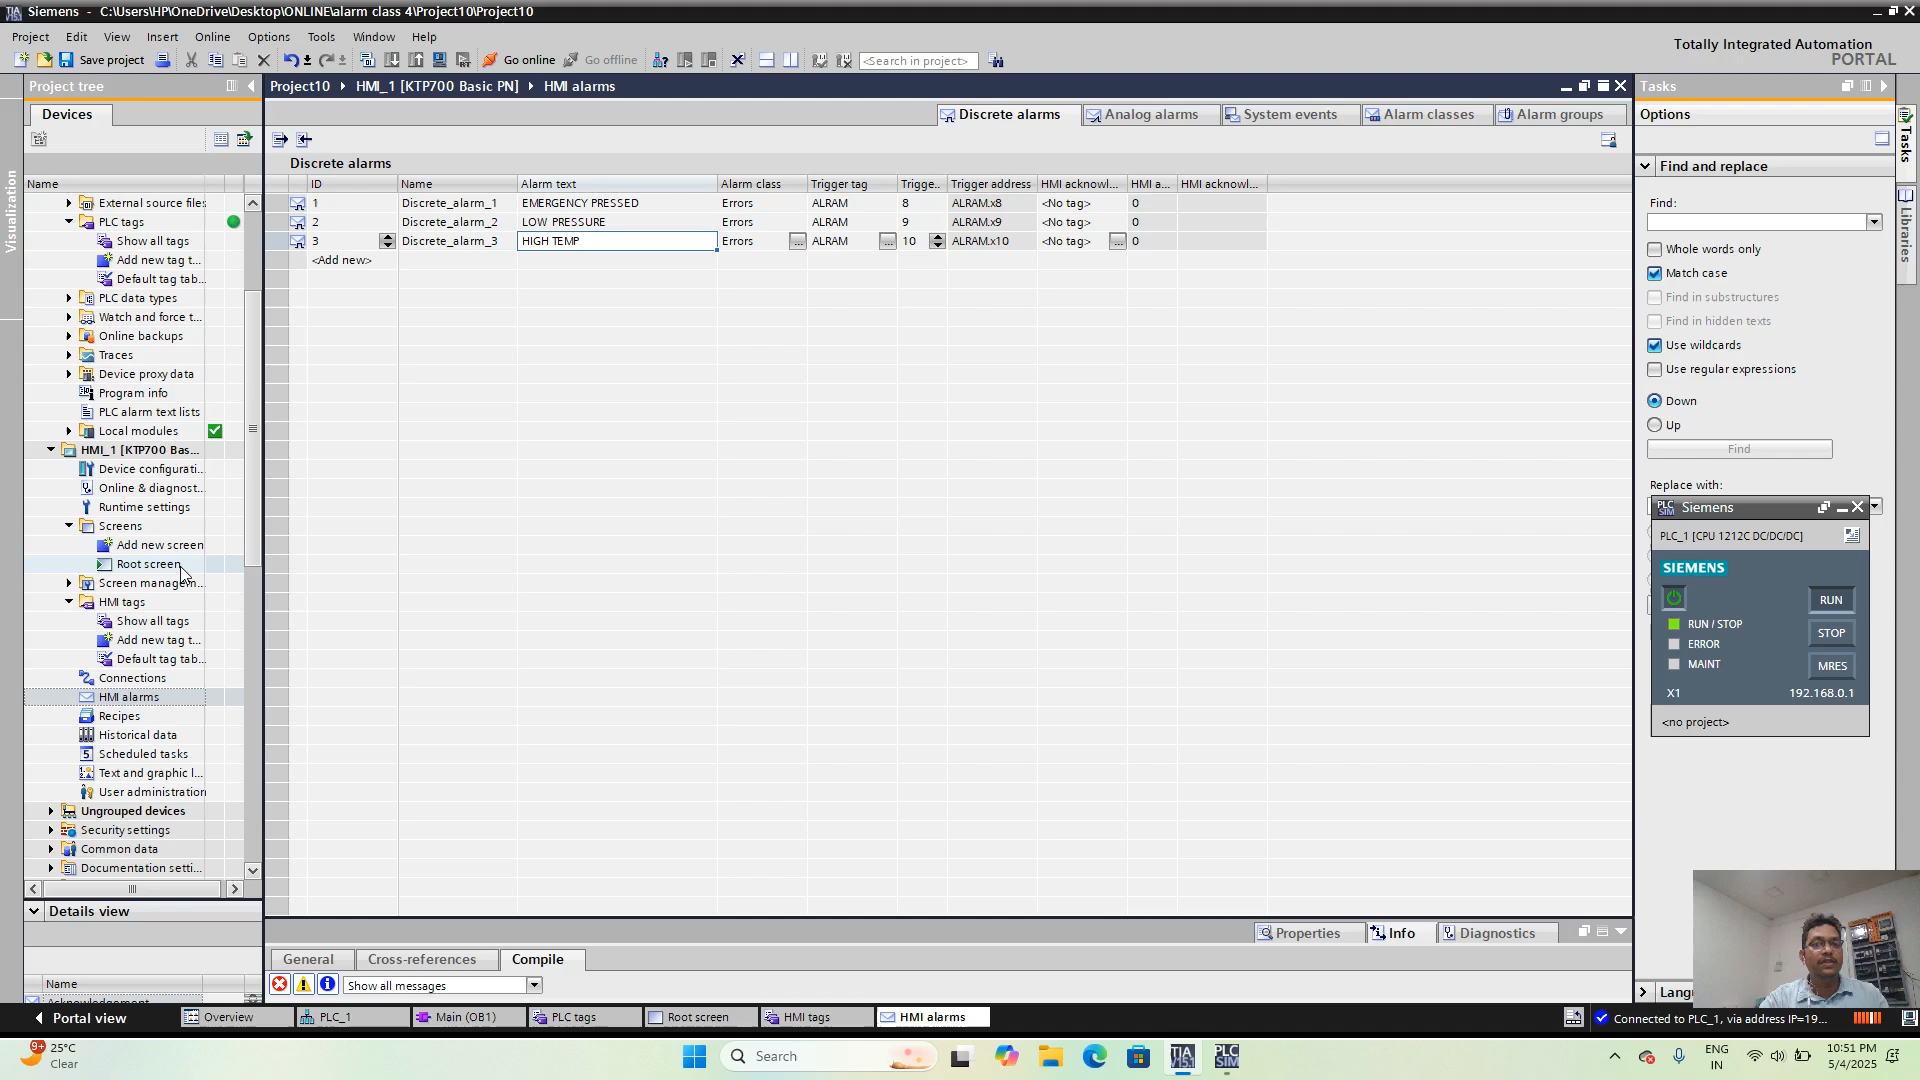 Siemens - C:\Users\HP\OneDrive\Desktop\ONLINE\alarm class 4\Project10\Project10
Project Edit View Insert Online Options Tools Window Help
Totally Integrated Automation
PORTAL
Save project
Go online
Go offline
<Search in project>
Project tree
Project10 HMI_1 [KTP700 Basic PN] HMI alarms
Tasks
Devices
Discrete alarms
Analog alarms
System events
Alarm classes
Alarm groups
Options
Discrete alarms
Find and replace
Name
ID Name Alarm text Alarm class Trigger tag Trigge.. Trigger address HMI acknowl... HMI a... HMI acknowl...
1 Discrete_alarm_1 EMERGENCY PRESSED Errors ALRAM 8 ALRAM.x8 <No tag> 0
2 Discrete_alarm_2 LOW PRESSURE Errors ALRAM 9 ALRAM.x9 <No tag> 0
3 Discrete_alarm_3 HIGH TEMP Errors ... ALRAM ... 10 ALRAM.x10 <No tag> ... 0
<Add new>
External source files
PLC tags
Show all tags
Add new tag t...
Default tag tab...
PLC data types
Watch and force t...
Online backups
Traces
Device proxy data
Program info
PLC alarm text lists
Local modules
HMI_1 [KTP700 Bas...
Device configurati...
Online & diagnost...
Runtime settings
Screens
Add new screen
Root screen
Screen managem...
HMI tags
Show all tags
Add new tag t...
Default tag tab...
Connections
HMI alarms
Recipes
Historical data
Scheduled tasks
Text and graphic l...
User administration
Ungrouped devices
Security settings
Common data
Documentation setti...
Details view
Name
Find:
Whole words only
Match case
Find in substructures
Find in hidden texts
Use wildcards
Use regular expressions
Down
Up
Find
Replace with:
PLC SIM Siemens
PLC_1 [CPU 1212C DC/DC/DC]
SIEMENS
RUN
RUN / STOP
STOP
ERROR
MAINT
MRES
X1 192.168.0.1
<no project>
Tasks
Libraries
Visualization
Properties Info Diagnostics
General Cross-references Compile
Show all messages
Portal view
Overview
PLC_1
Main (OB1)
PLC tags
Root screen
HMI tags
HMI alarms
Connected to PLC_1, via address IP=19...
9+
25°C
Clear
Search
TIA V15.1
PLC SIM
ENG
IN
10:51 PM
5/4/2025